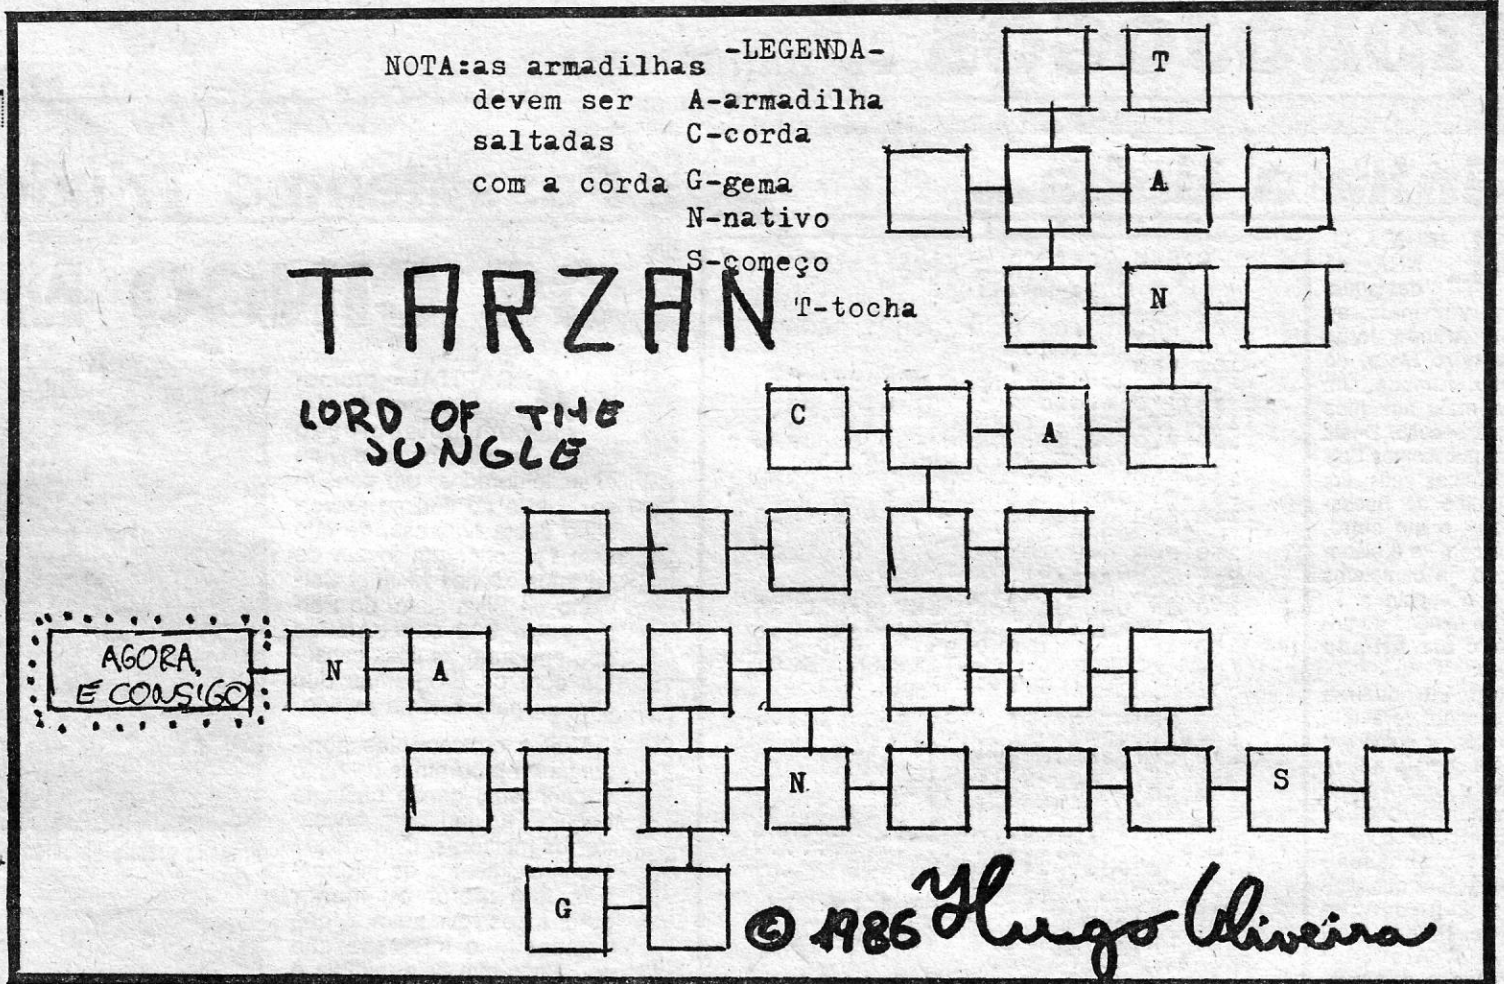 NOTA:as armadilhas
devem ser
saltadas
com a corda
-LEGENDA-
A-armadilha
C-corda
G-gema
N-nativo
S-começo
T-tocha
TARZAN
LORD OF THE
JUNGLE
T
A
N
C
A
AGORA,
É CONSIGO
N
A
N
S
G
© 1986 Hugo Oliveira